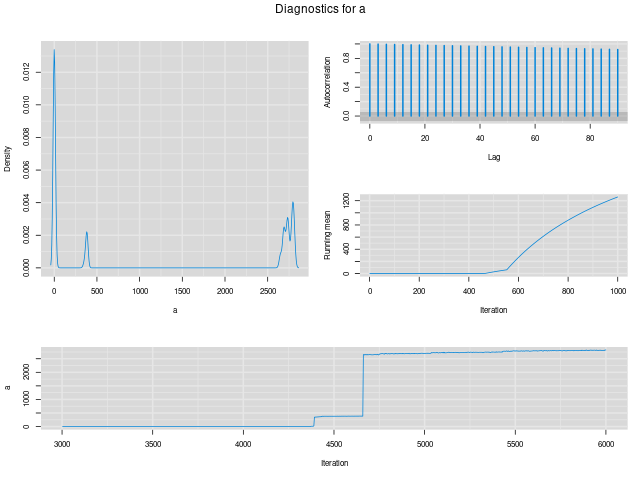 Diagnostics for a
Density
0.000 0.002 0.004 0.006 0.008 0.010 0.012
0 500 1000 1500 2000 2500
a
Autocorrelation
0.0 0.4 0.8
0 20 40 60 80
Lag
Running mean
0 400 800 1200
0 200 400 600 800 1000
Iteration
a
0 1000 2000
3000 3500 4000 4500 5000 5500 6000
Iteration